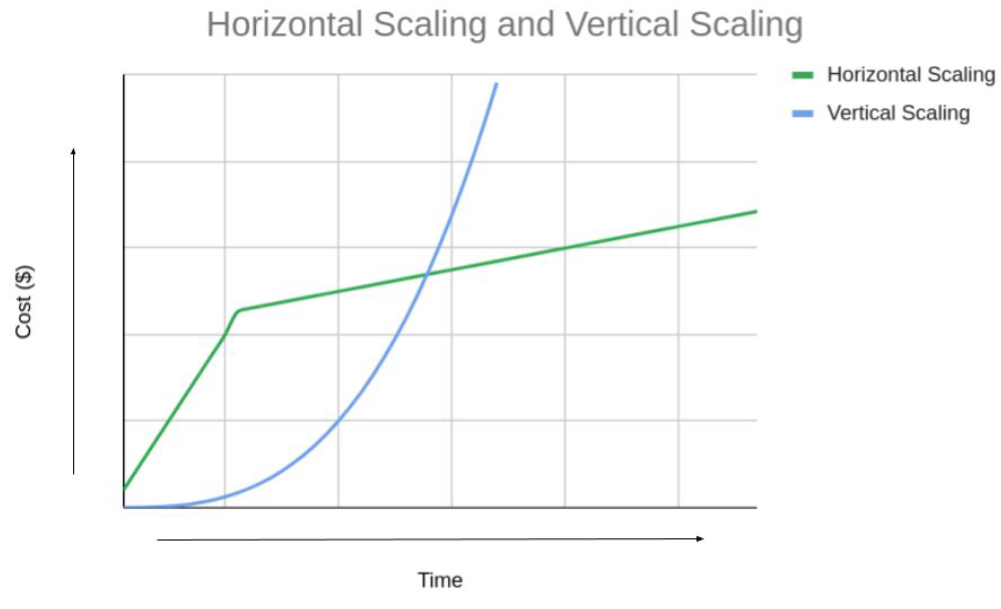 Horizontal Scaling and Vertical Scaling
Horizontal Scaling
Vertical Scaling
Cost ($)
Time